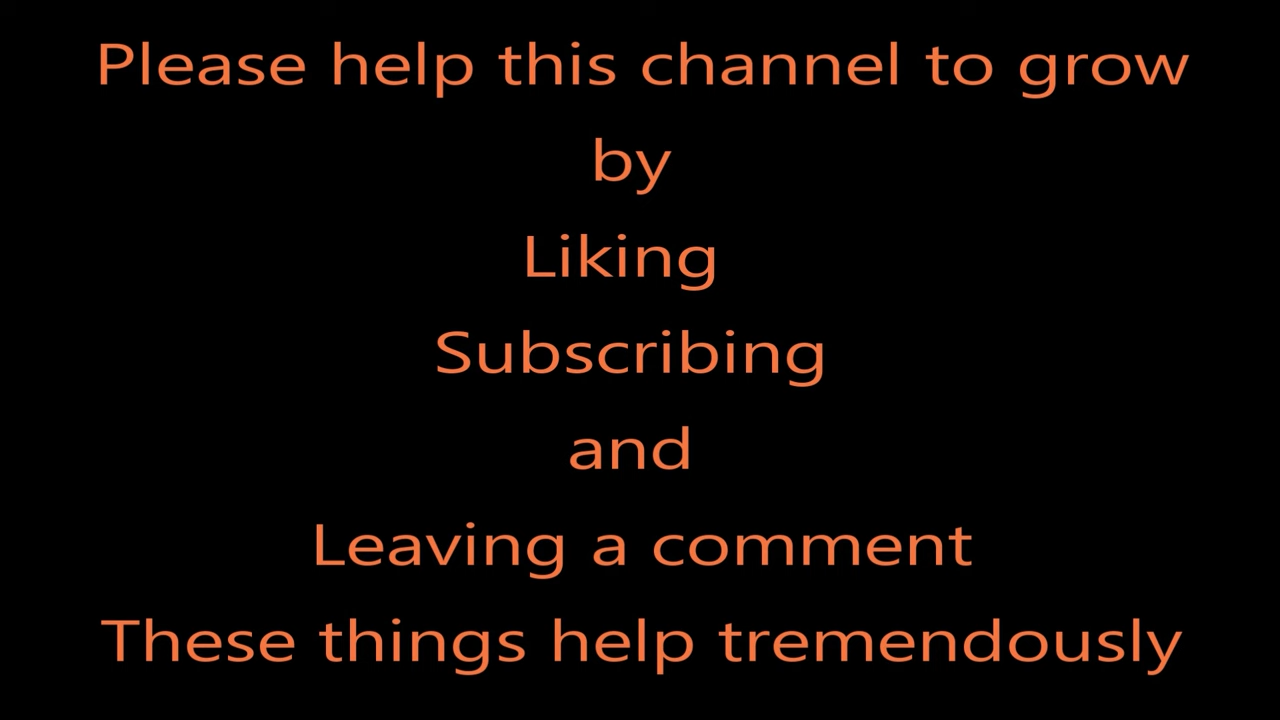 Please help this channel to grow
by
Liking
Subscribing
and
Leaving a comment
These things help tremendously